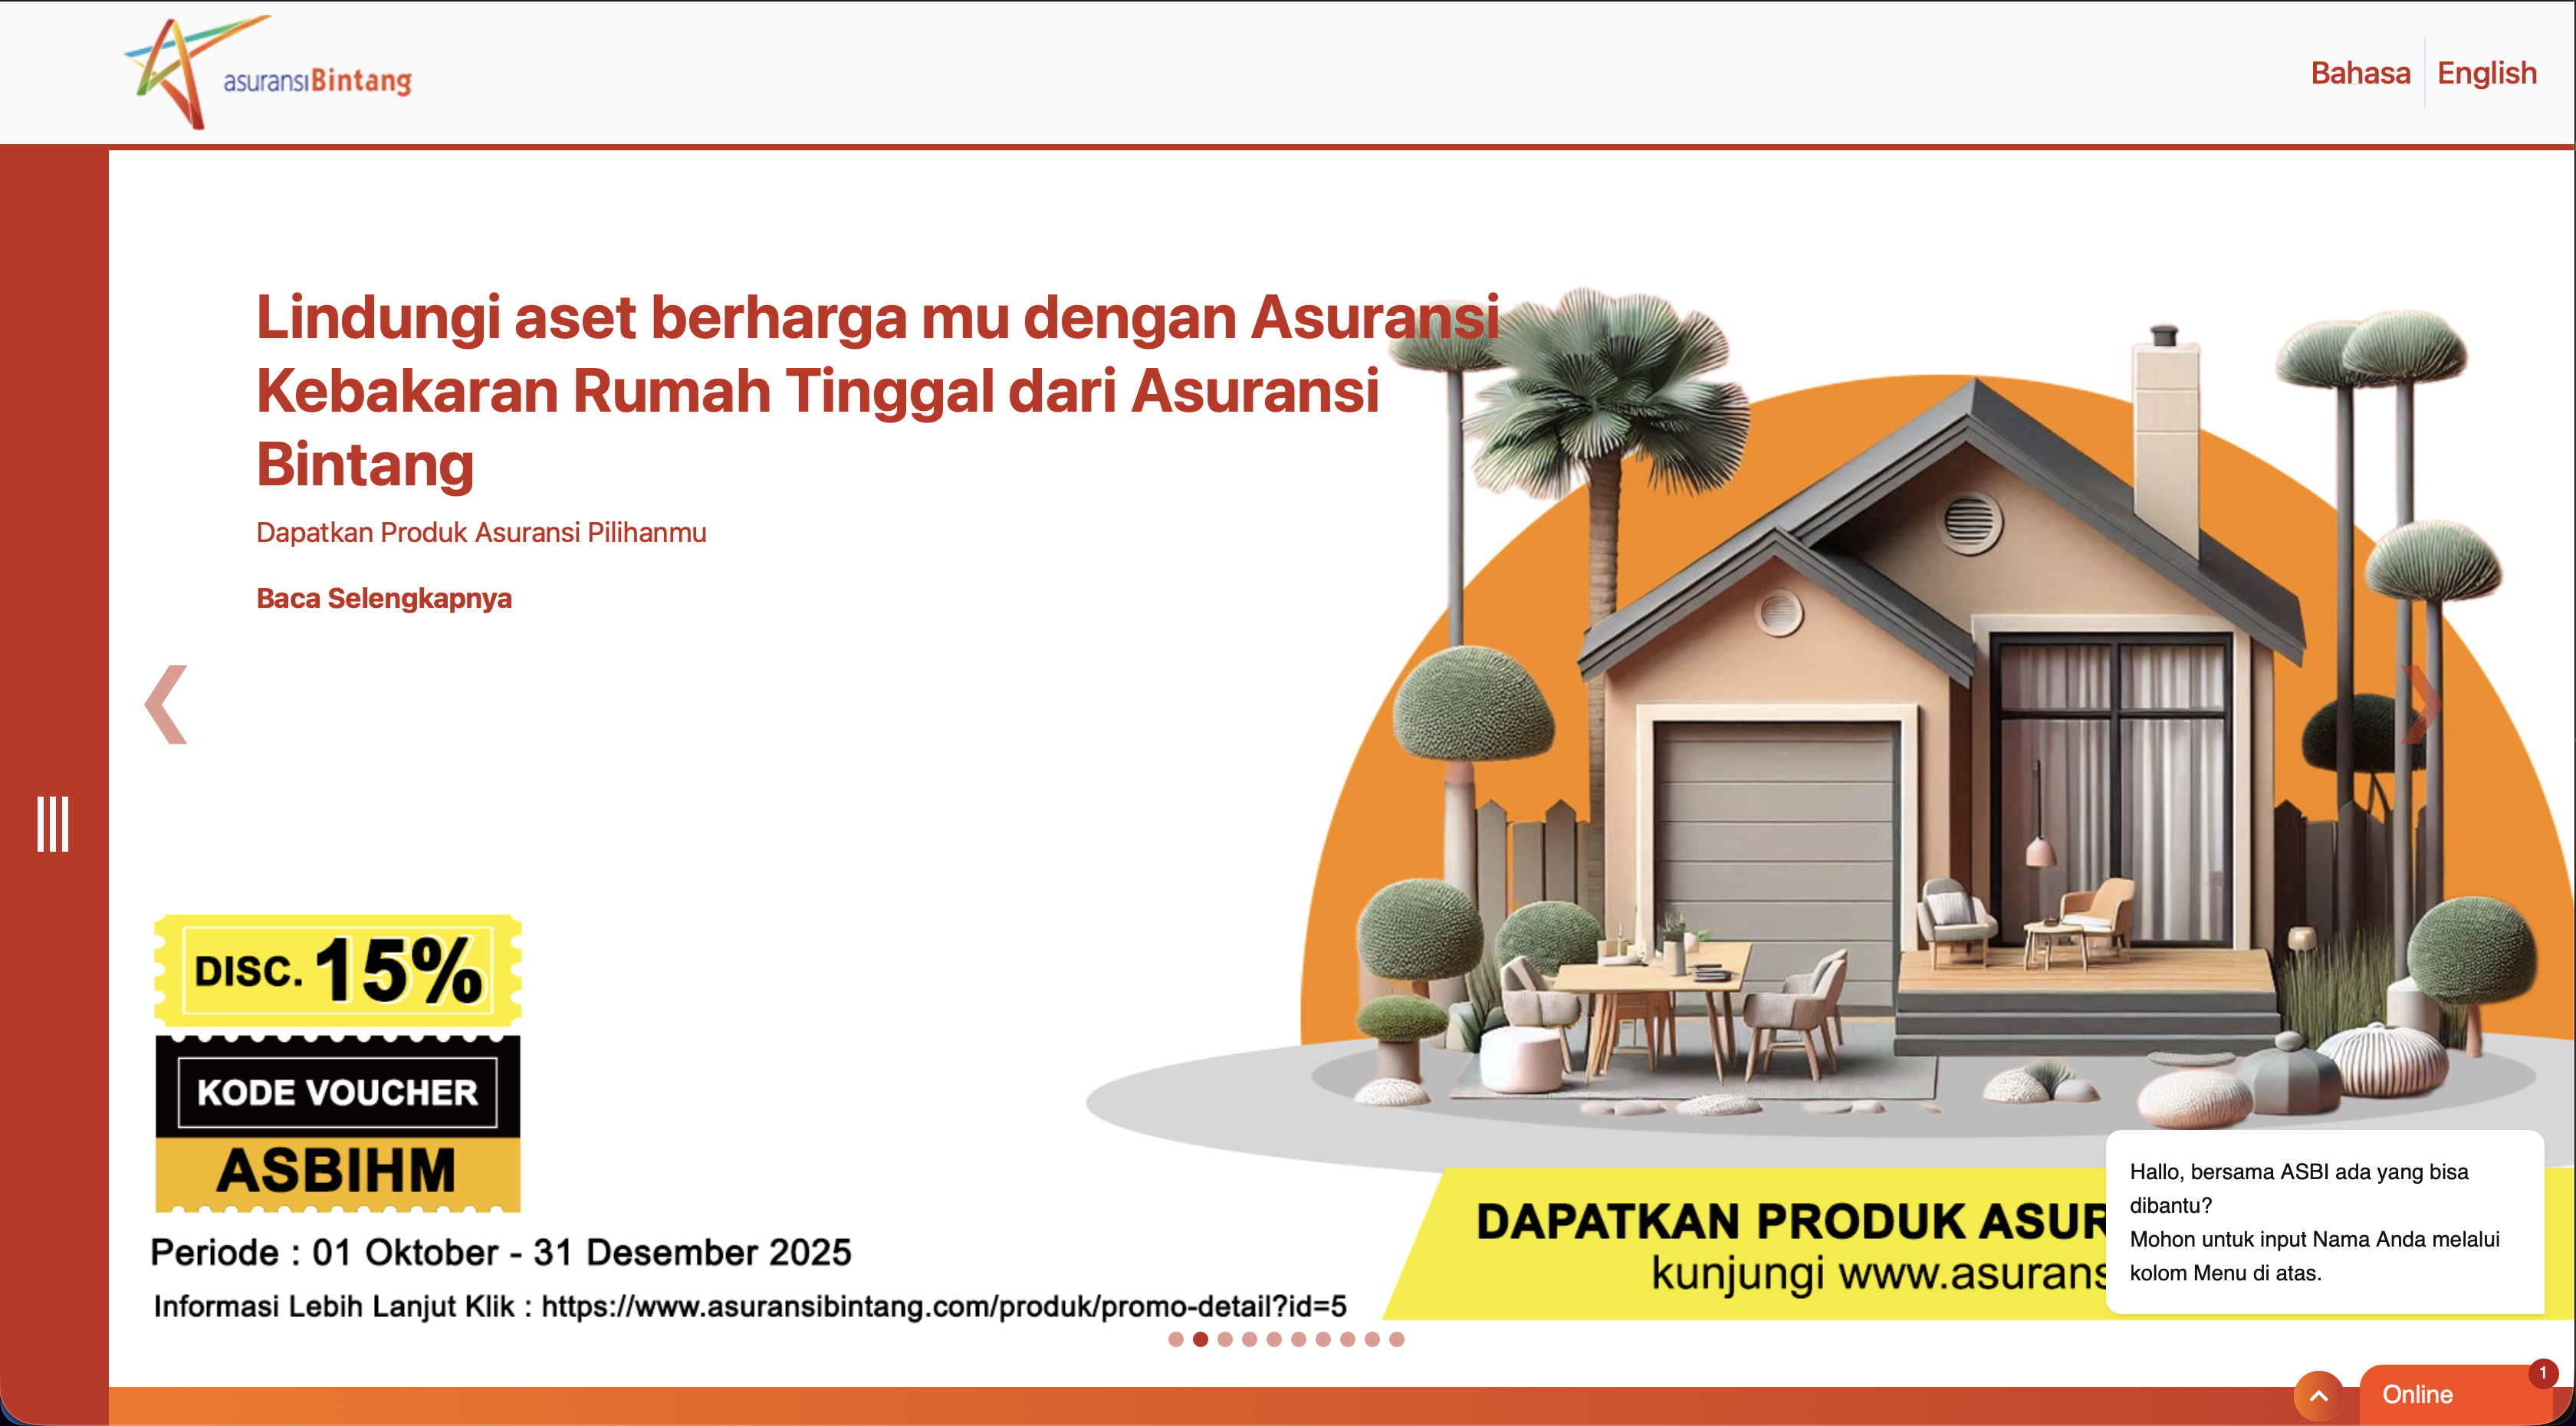 asuransiBintang
Bahasa
English
Lindungi aset berharga mu dengan Asuransi
Kebakaran Rumah Tinggal dari Asuransi
Bintang
Dapatkan Produk Asuransi Pilihanmu
Baca Selengkapnya
DISC. 15%
KODE VOUCHER
ASBIHM
Periode : 01 Oktober - 31 Desember 2025
Informasi Lebih Lanjut Klik : https://www.asuransibintang.com/produk/promo-detail?id=5
DAPATKAN PRODUK ASUR
kunjungi www.asurans
Hallo, bersama ASBI ada yang bisa
dibantu?
Mohon untuk input Nama Anda melalui
kolom Menu di atas.
Online
1